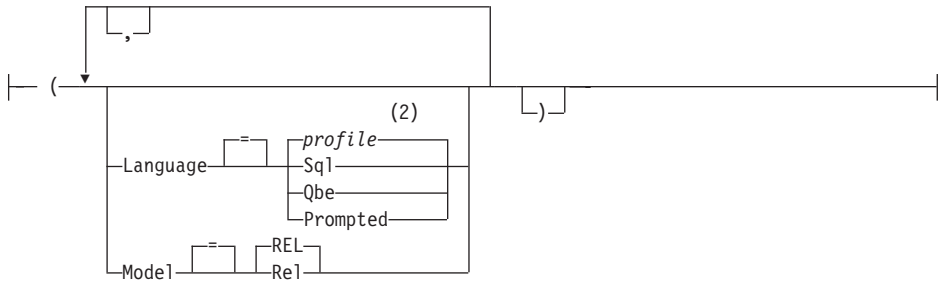 ,
(
)
(2)
= profile
Language Sql
Qbe
Prompted
= REL
Model Rel